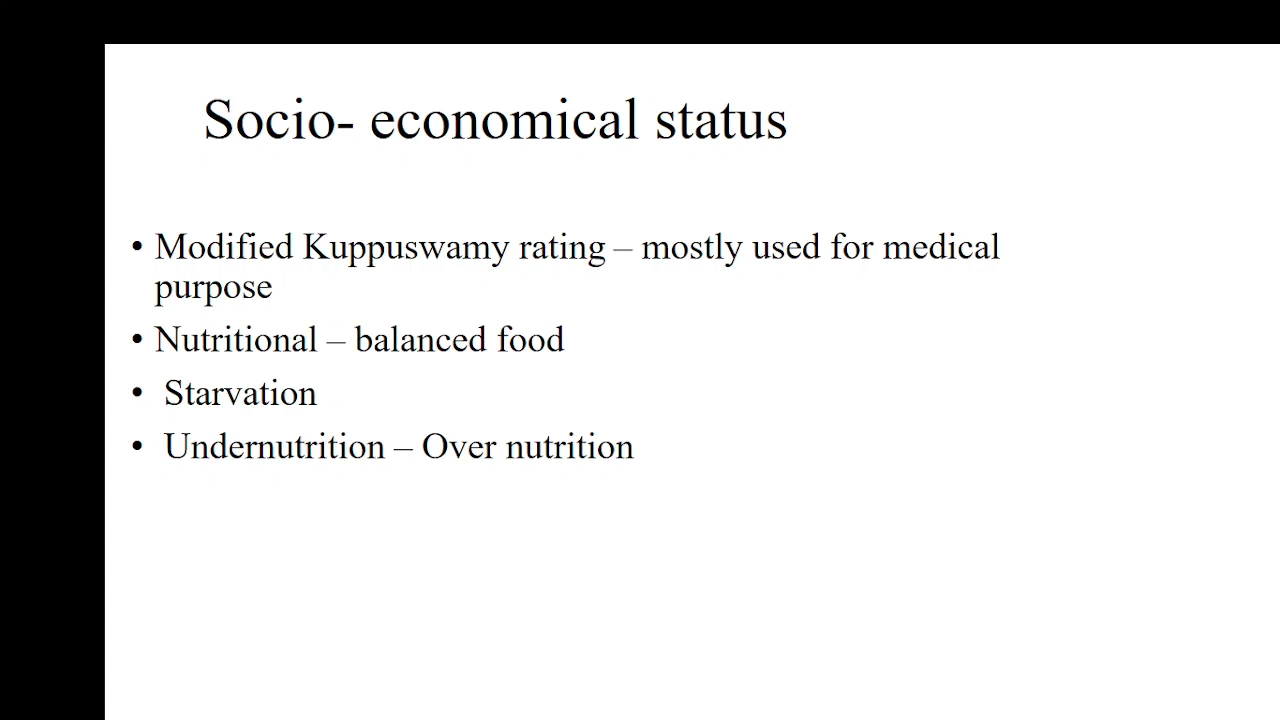 Socio- economical status
• Modified Kuppuswamy rating – mostly used for medical
purpose
• Nutritional – balanced food
• Starvation
• Undernutrition – Over nutrition